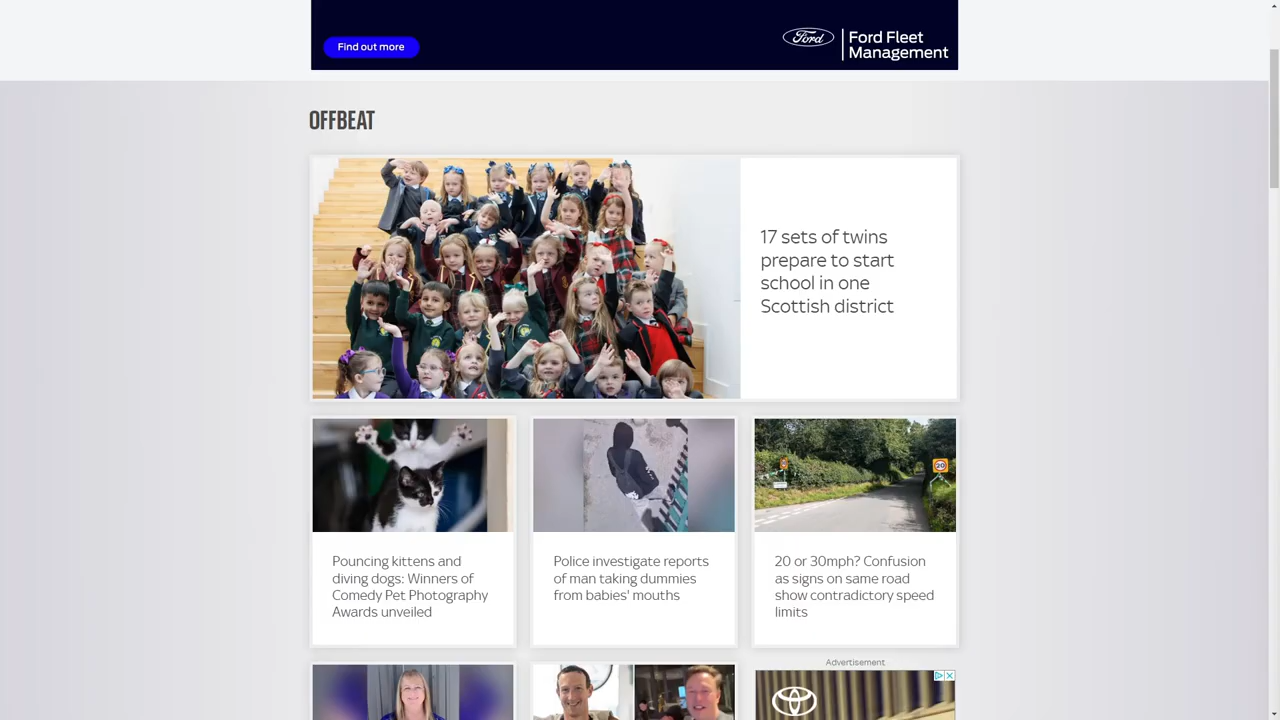 Find out more
Ford
Ford Fleet
Management
OFFBEAT
17 sets of twins
prepare to start
school in one
Scottish district
Pouncing kittens and
diving dogs: Winners of
Comedy Pet Photography
Awards unveiled
Police investigate reports
of man taking dummies
from babies' mouths
20
20 or 30mph? Confusion
as signs on same road
show contradictory speed
limits
Advertisement